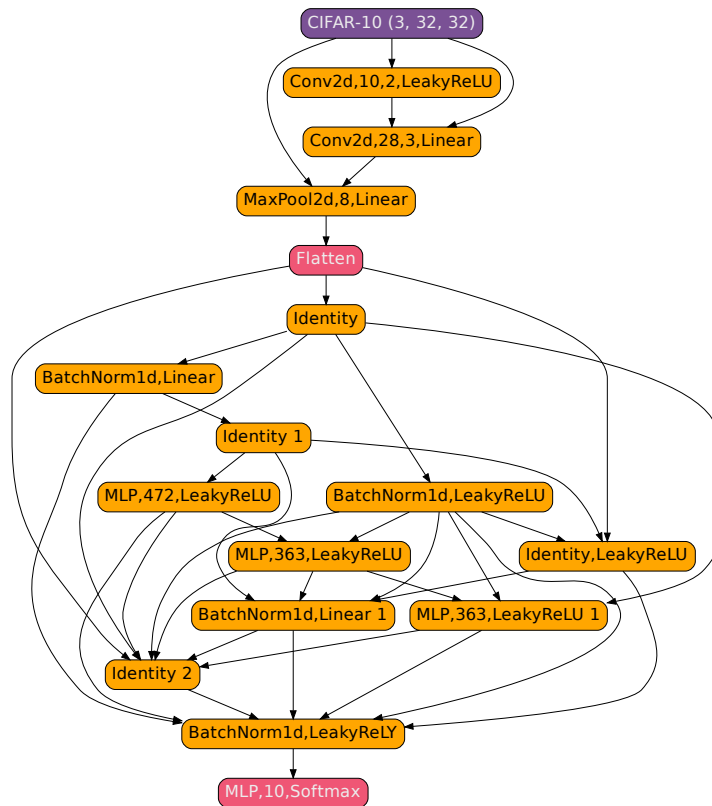 CIFAR-10 (3, 32, 32)
Conv2d,10,2,LeakyReLU
Conv2d,28,3,Linear
MaxPool2d,8,Linear
Flatten
Identity
BatchNorm1d,Linear
Identity 1
MLP,472,LeakyReLU
BatchNorm1d,LeakyReLU
MLP,363,LeakyReLU
Identity,LeakyReLU
BatchNorm1d,Linear 1
MLP,363,LeakyReLU 1
Identity 2
BatchNorm1d,LeakyReLY
MLP,10,Softmax